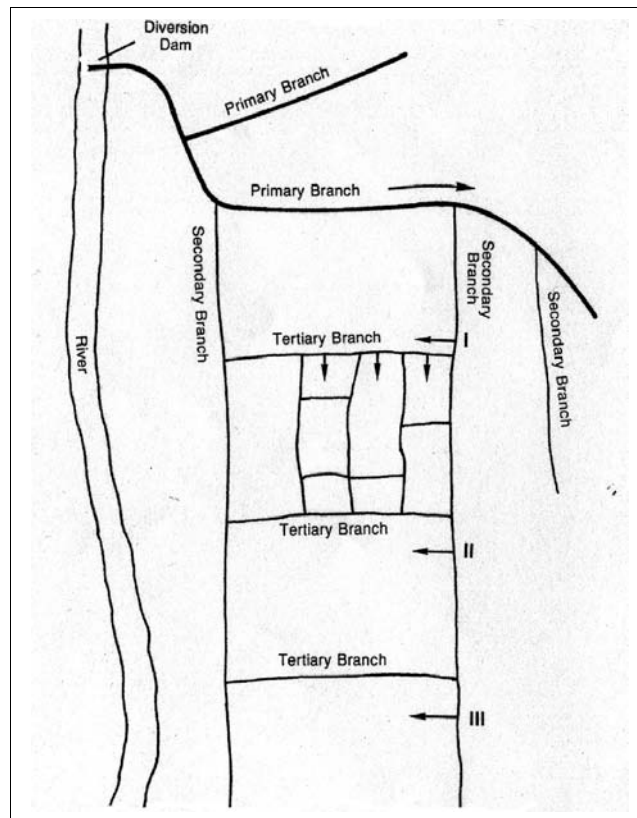 Diversion
Dam
Primary Branch
Primary Branch
Secondary Branch
Secondary
Branch
Secondary Branch
River
Tertiary Branch
I
Tertiary Branch
II
Tertiary Branch
III